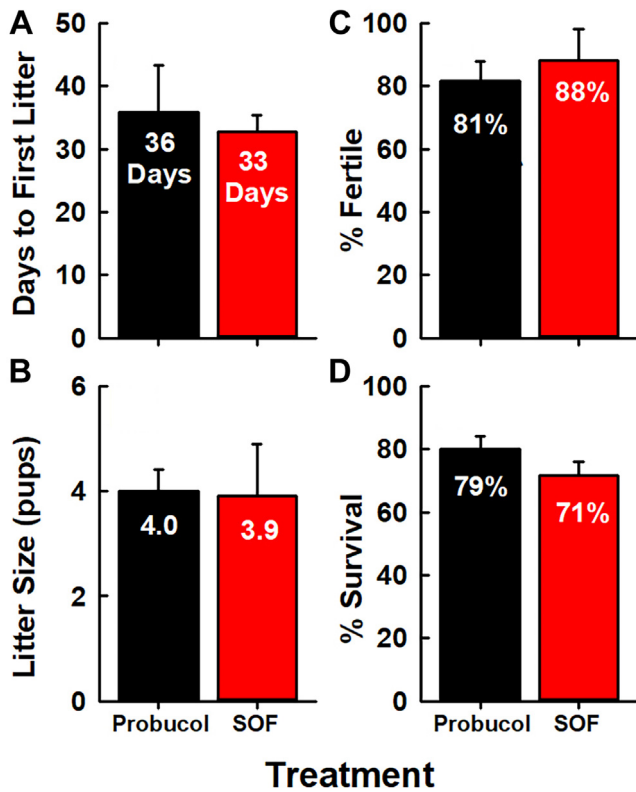 A
Days to First Litter
50
40
30
20
10
0
36
Days
33
Days
C
% Fertile
100
80
60
40
20
0
81%
88%
B
Litter Size (pups)
6
4
2
0
4.0
3.9
Probucol
SOF
D
% Survival
100
80
60
40
20
0
79%
71%
Probucol
SOF
Treatment